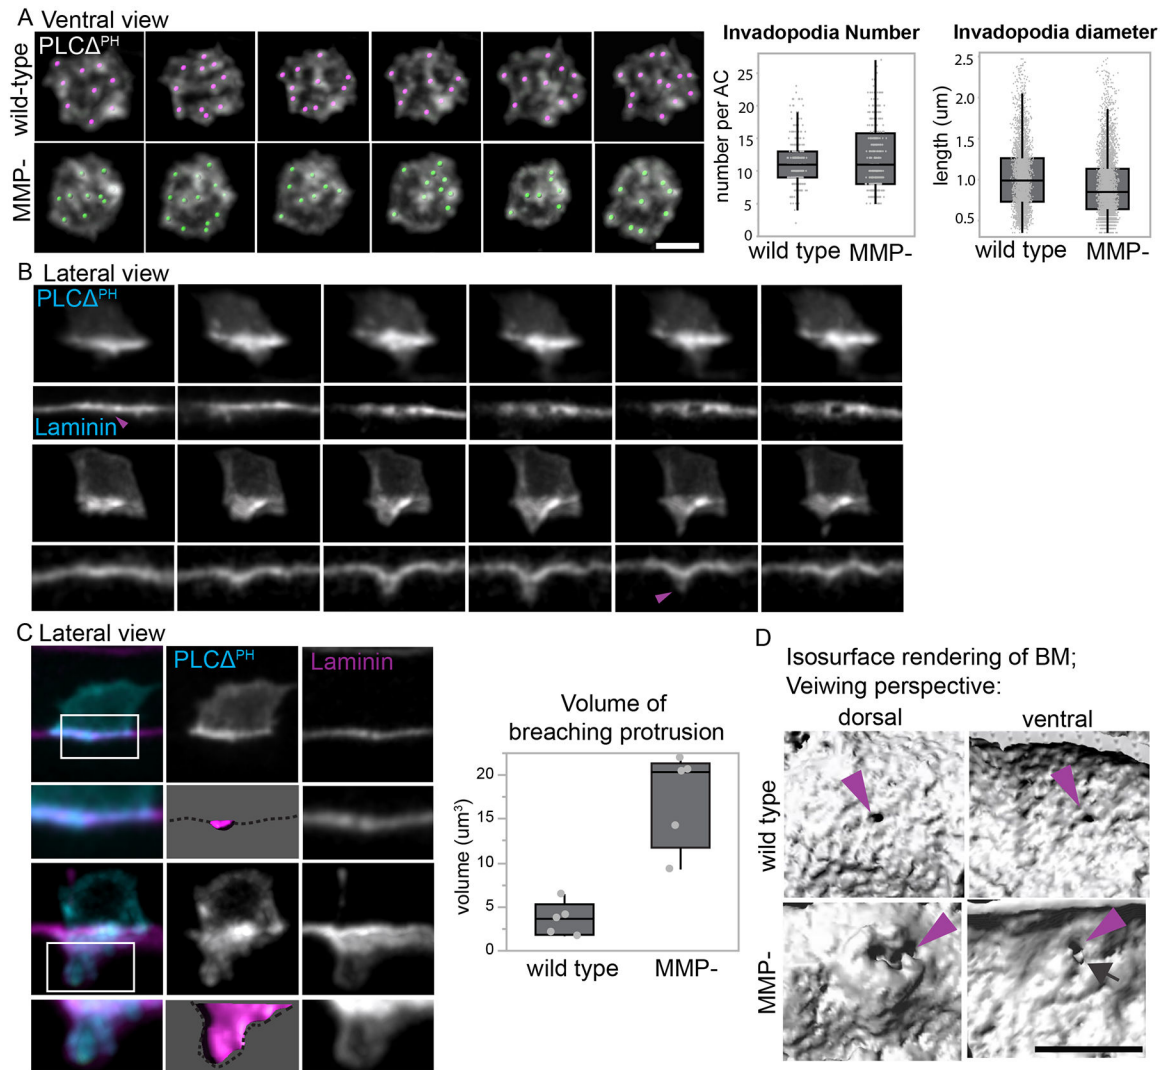 A Ventral view
PLCΔPH
wild-type
MMP-
Invadopodia Number
number per AC
25
20
15
10
5
0
wild type MMP-
Invadopodia diameter
length (um)
2.5
2.0
1.5
1.0
0.5
wild type MMP-
B Lateral view
PLCΔPH
Laminin
C Lateral view
PLCΔPH
Laminin
Volume of
breaching protrusion
volume (um3)
20
15
10
5
0
wild type MMP-
D
Isosurface rendering of BM;
Veiwing perspective:
dorsal ventral
wild type
MMP-